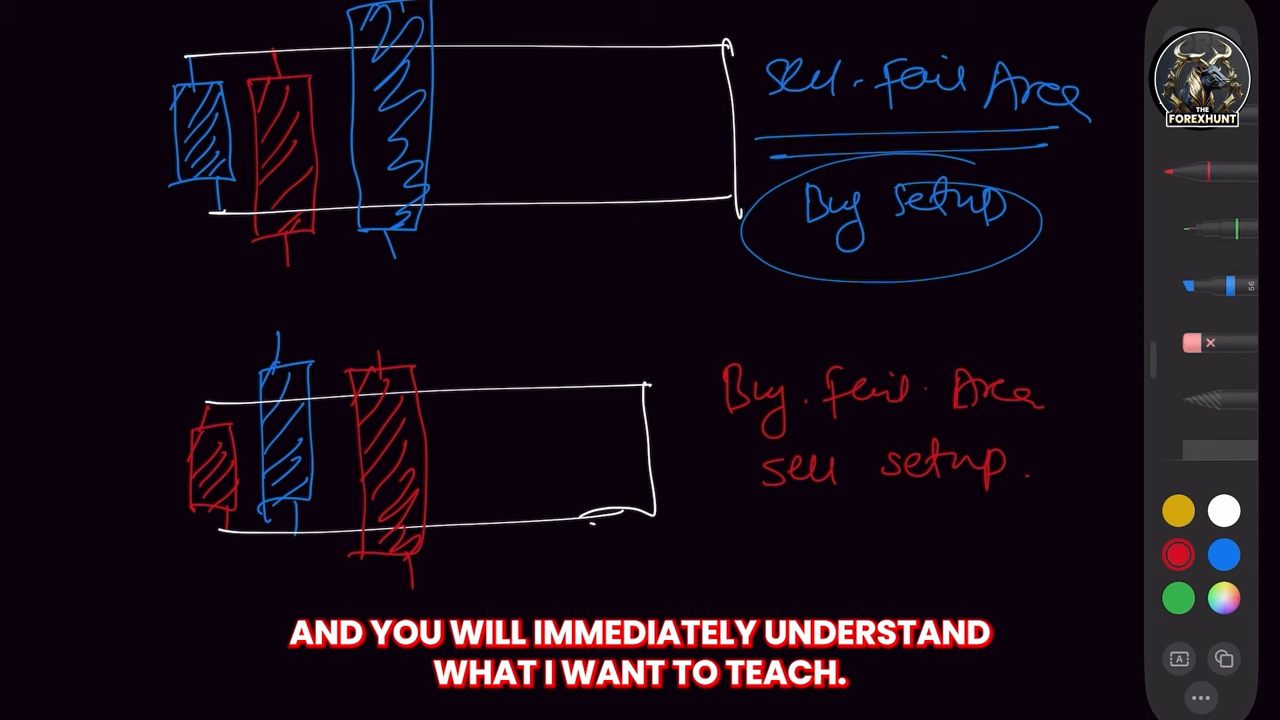 Sell. Fail Area
Buy setup
THE
FOREXHUNT
56
Buy. Fail. Area
sell setup.
A
AND YOU WILL IMMEDIATELY UNDERSTAND
WHAT I WANT TO TEACH.